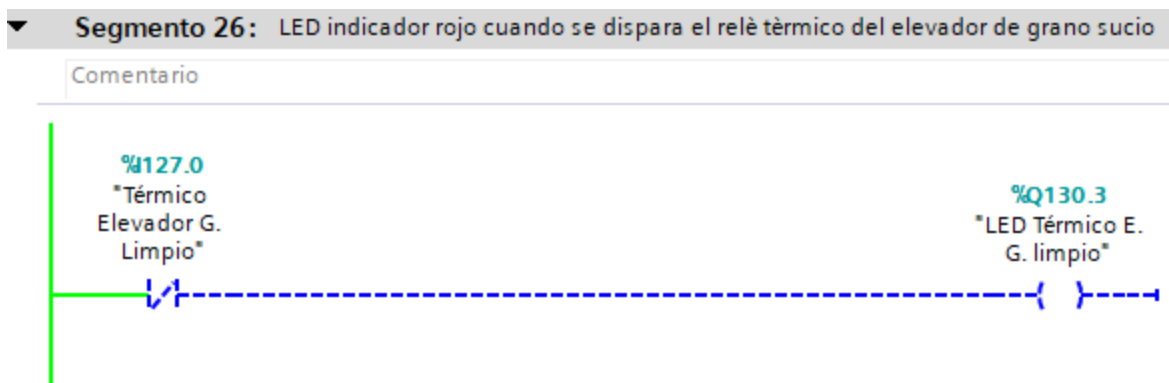 Segmento 26: LED indicador rojo cuando se dispara el relè tèrmico del elevador de grano sucio
Comentario
%I127.0
"Térmico
Elevador G.
Limpio"
%Q130.3
"LED Térmico E.
G. limpio"